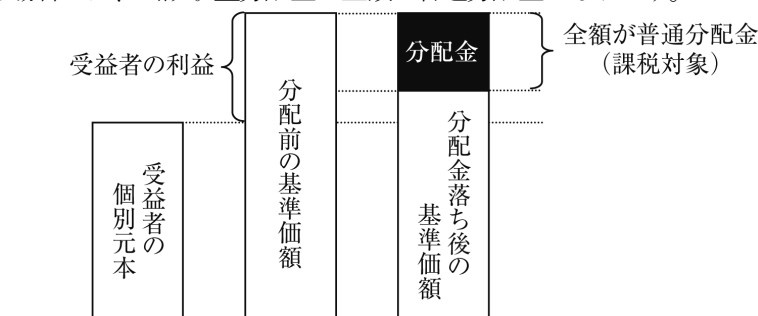 受益者の利益
分配金
全額が普通分配金
（課税対象）
受益者の
個別元本
分配前の基準価額
分配金落ち後の
基準価額